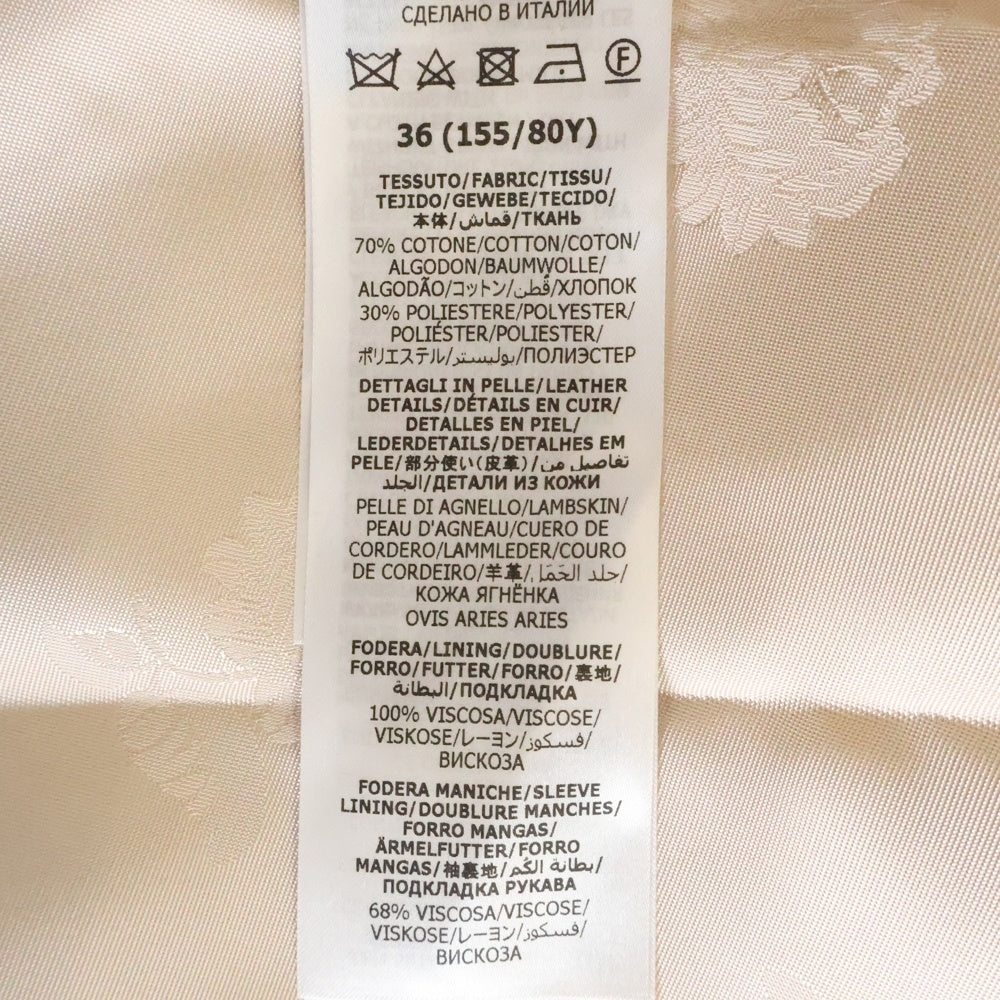 СДЕЛАНО В ИТАЛИИ
F
36 (155/80Y)
TESSUTO/FABRIC/TISSU/
TEJIDO/GEWEBE/TECIDO/
本体/قماش/ТКАНЬ
70% COTONE/COTTON/COTON/
ALGODON/BAUMWOLLE/
ALGODÃO/コットン/قُطن/ХЛОПОК
30% POLIESTERE/POLYESTER/
POLIÉSTER/POLIESTER/
ポリエステル/بوليستر/ПОЛИЭСТЕР
DETTAGLI IN PELLE/LEATHER
DETAILS/DÉTAILS EN CUIR/
DETALLES EN PIEL/
LEDERDETAILS/DETALHES EM
PELE/部分使い(皮革)/تفاصيل من
الجلد/ДЕТАЛИ ИЗ КОЖИ
PELLE DI AGNELLO/LAMBSKIN/
PEAU D'AGNEAU/CUERO DE
CORDERO/LAMMLEDER/COURO
DE CORDEIRO/羊革/جلد الحَمَل/
КОЖА ЯГНЁНКА
OVIS ARIES ARIES
FODERA/LINING/DOUBLURE/
FORRO/FUTTER/FORRO/裏地/
البطانة/ПОДКЛАДКА
100% VISCOSA/VISCOSE/
VISKOSE/レーヨン/فسكوز/
ВИСКОЗА
FODERA MANICHE/SLEEVE
LINING/DOUBLURE MANCHES/
FORRO MANGAS/
ÄRMELFUTTER/FORRO
MANGAS/袖裏地/بطانة الكُم/
ПОДКЛАДКА РУКАВА
68% VISCOSA/VISCOSE/
VISKOSE/レーヨン/فسكوز/
ВИСКОЗА